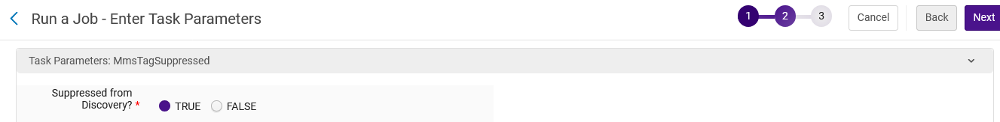 Run a Job - Enter Task Parameters
1 2 3 Cancel Back Next
Task Parameters: MmsTagSuppressed
Suppressed from
Discovery? * TRUE FALSE